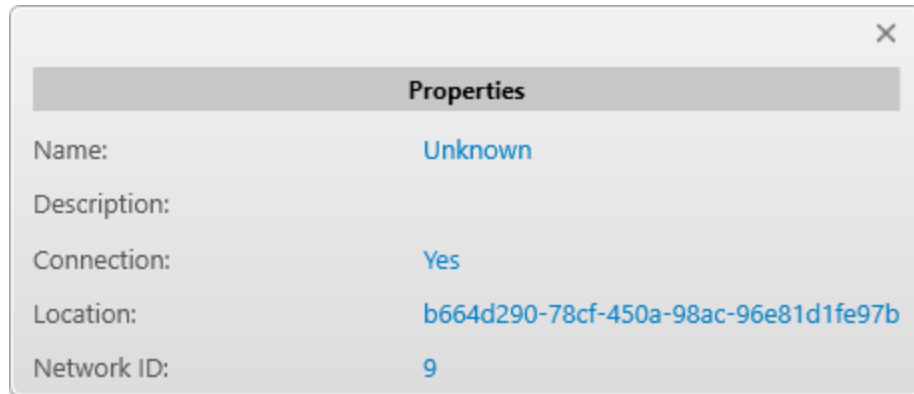 Properties
Name: Unknown
Description:
Connection: Yes
Location: b664d290-78cf-450a-98ac-96e81d1fe97b
Network ID: 9